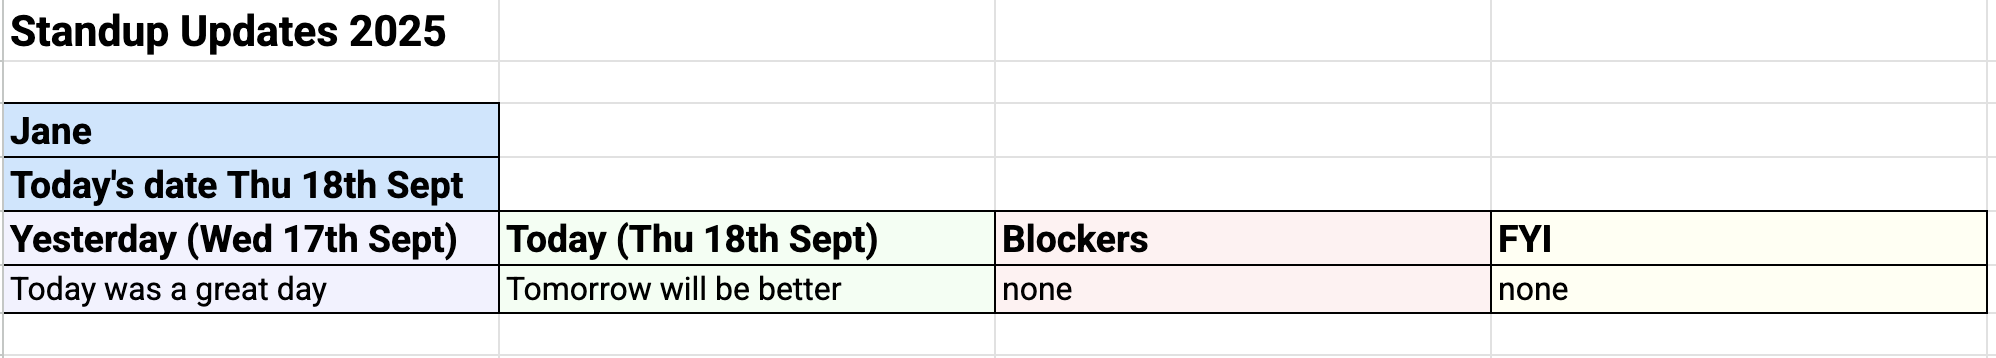 Standup Updates 2025
Jane
Today's date Thu 18th Sept
Yesterday (Wed 17th Sept) Today (Thu 18th Sept) Blockers FYI
Today was a great day Tomorrow will be better none none